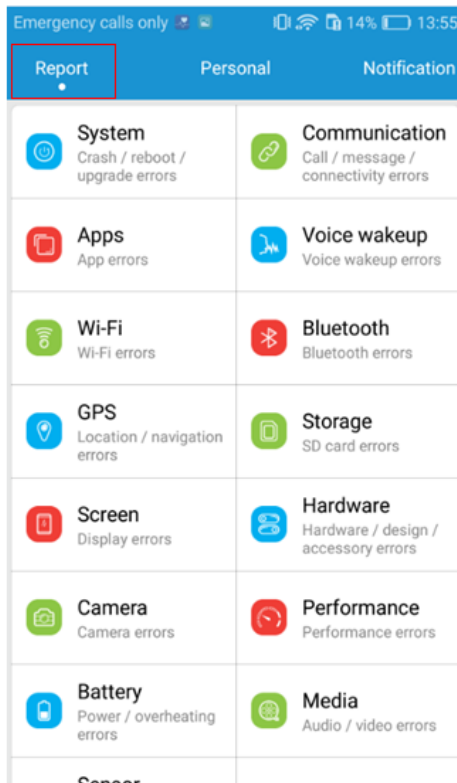 Emergency calls only 14% 13:55
Report Personal Notification
System
Crash / reboot /
upgrade errors
Communication
Call / message /
connectivity errors
Apps
App errors
Voice wakeup
Voice wakeup errors
Wi-Fi
Wi-Fi errors
Bluetooth
Bluetooth errors
GPS
Location / navigation
errors
Storage
SD card errors
Screen
Display errors
Hardware
Hardware / design /
accessory errors
Camera
Camera errors
Performance
Performance errors
Battery
Power / overheating
errors
Media
Audio / video errors
Sensor